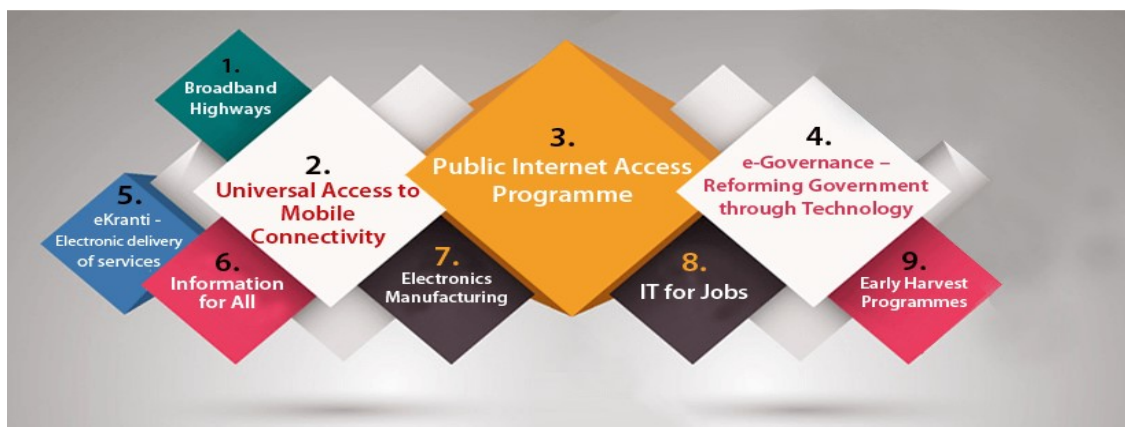 1.
Broadband
Highways
2.
Universal Access to
Mobile
Connectivity
3.
Public Internet Access
Programme
4.
e-Governance –
Reforming Government
through Technology
5.
eKranti -
Electronic delivery
of services
6.
Information
for All
7.
Electronics
Manufacturing
8.
IT for Jobs
9.
Early Harvest
Programmes